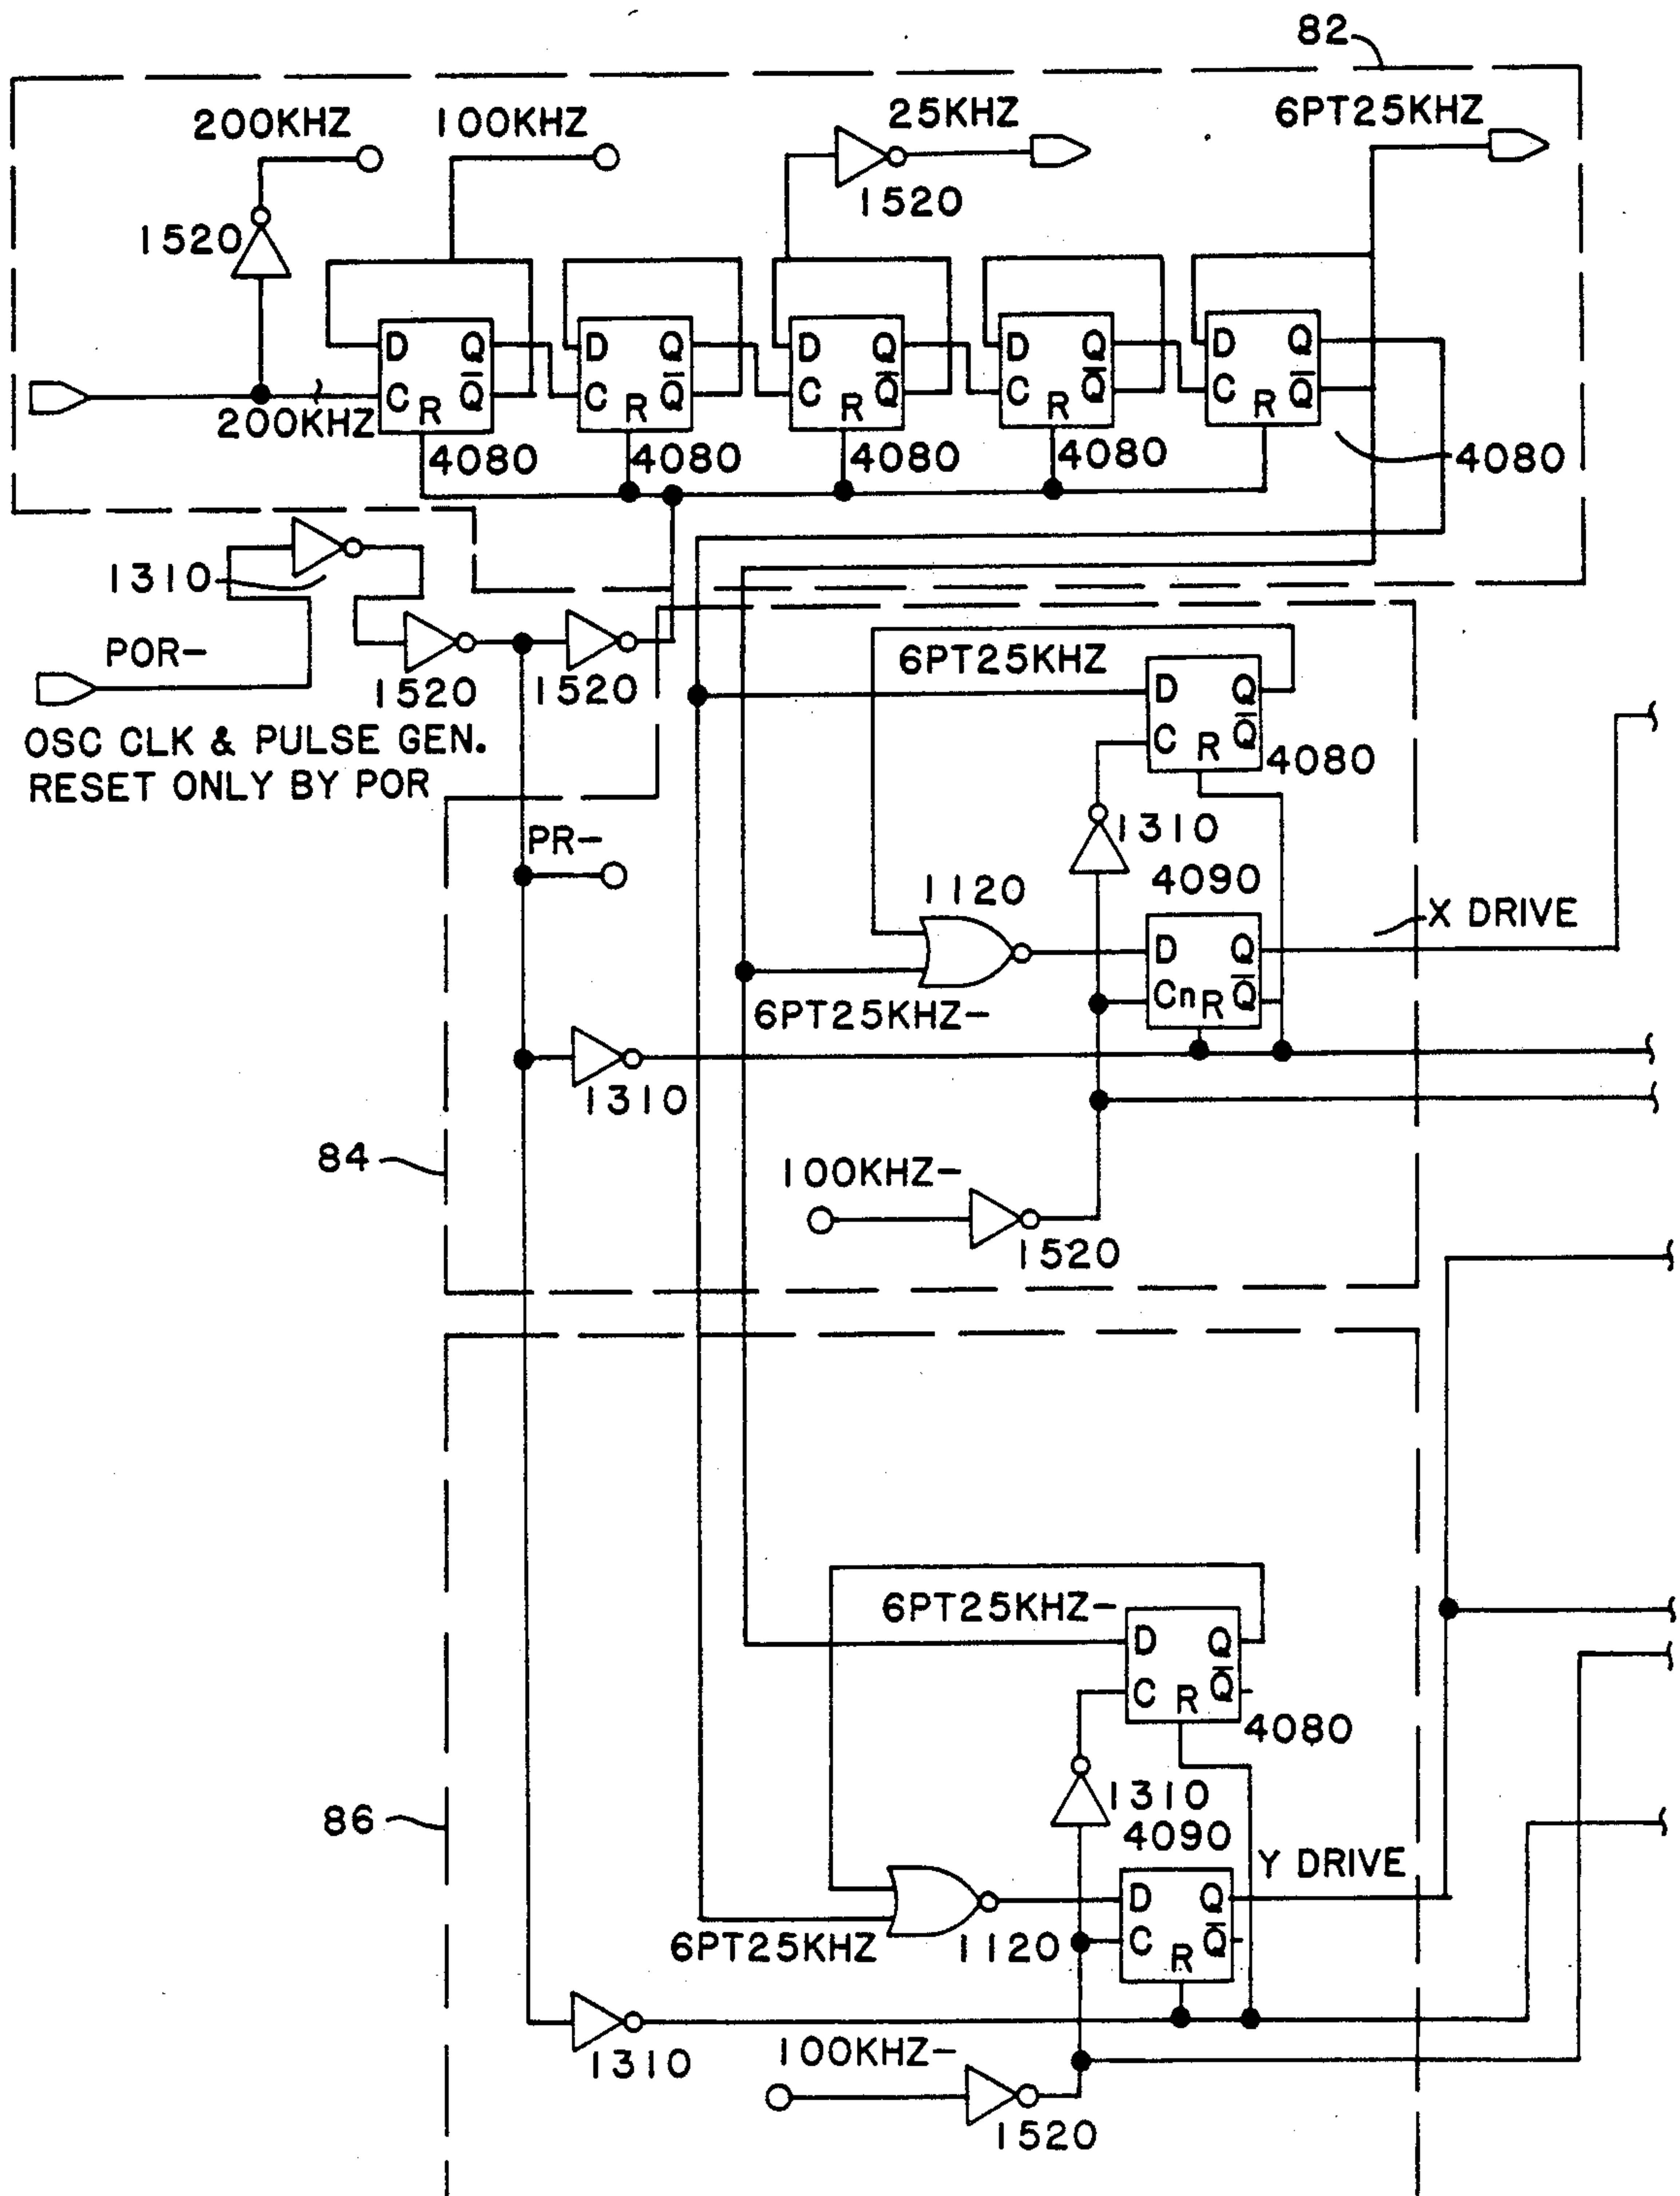 82
200KHZ
100KHZ
25KHZ
6PT25KHZ
1520
1520
D Q
C R Q̅
D Q
C R Q̅
D Q
C R Q̅
D Q
C R Q̅
D Q
C R Q̅
200KHZ
4080
4080
4080
4080
4080
1310
POR-
1520
1520
OSC CLK & PULSE GEN.
RESET ONLY BY POR
6PT25KHZ
D Q
C R Q̅
4080
PR-
1310
4090
1120
X DRIVE
D Q
Cn R Q̅
6PT25KHZ-
1310
84
100KHZ-
1520
6PT25KHZ-
D Q
C R Q̅
4080
1310
86
4090
Y DRIVE
D Q
C R Q̅
6PT25KHZ
1120
1310
100KHZ-
1520